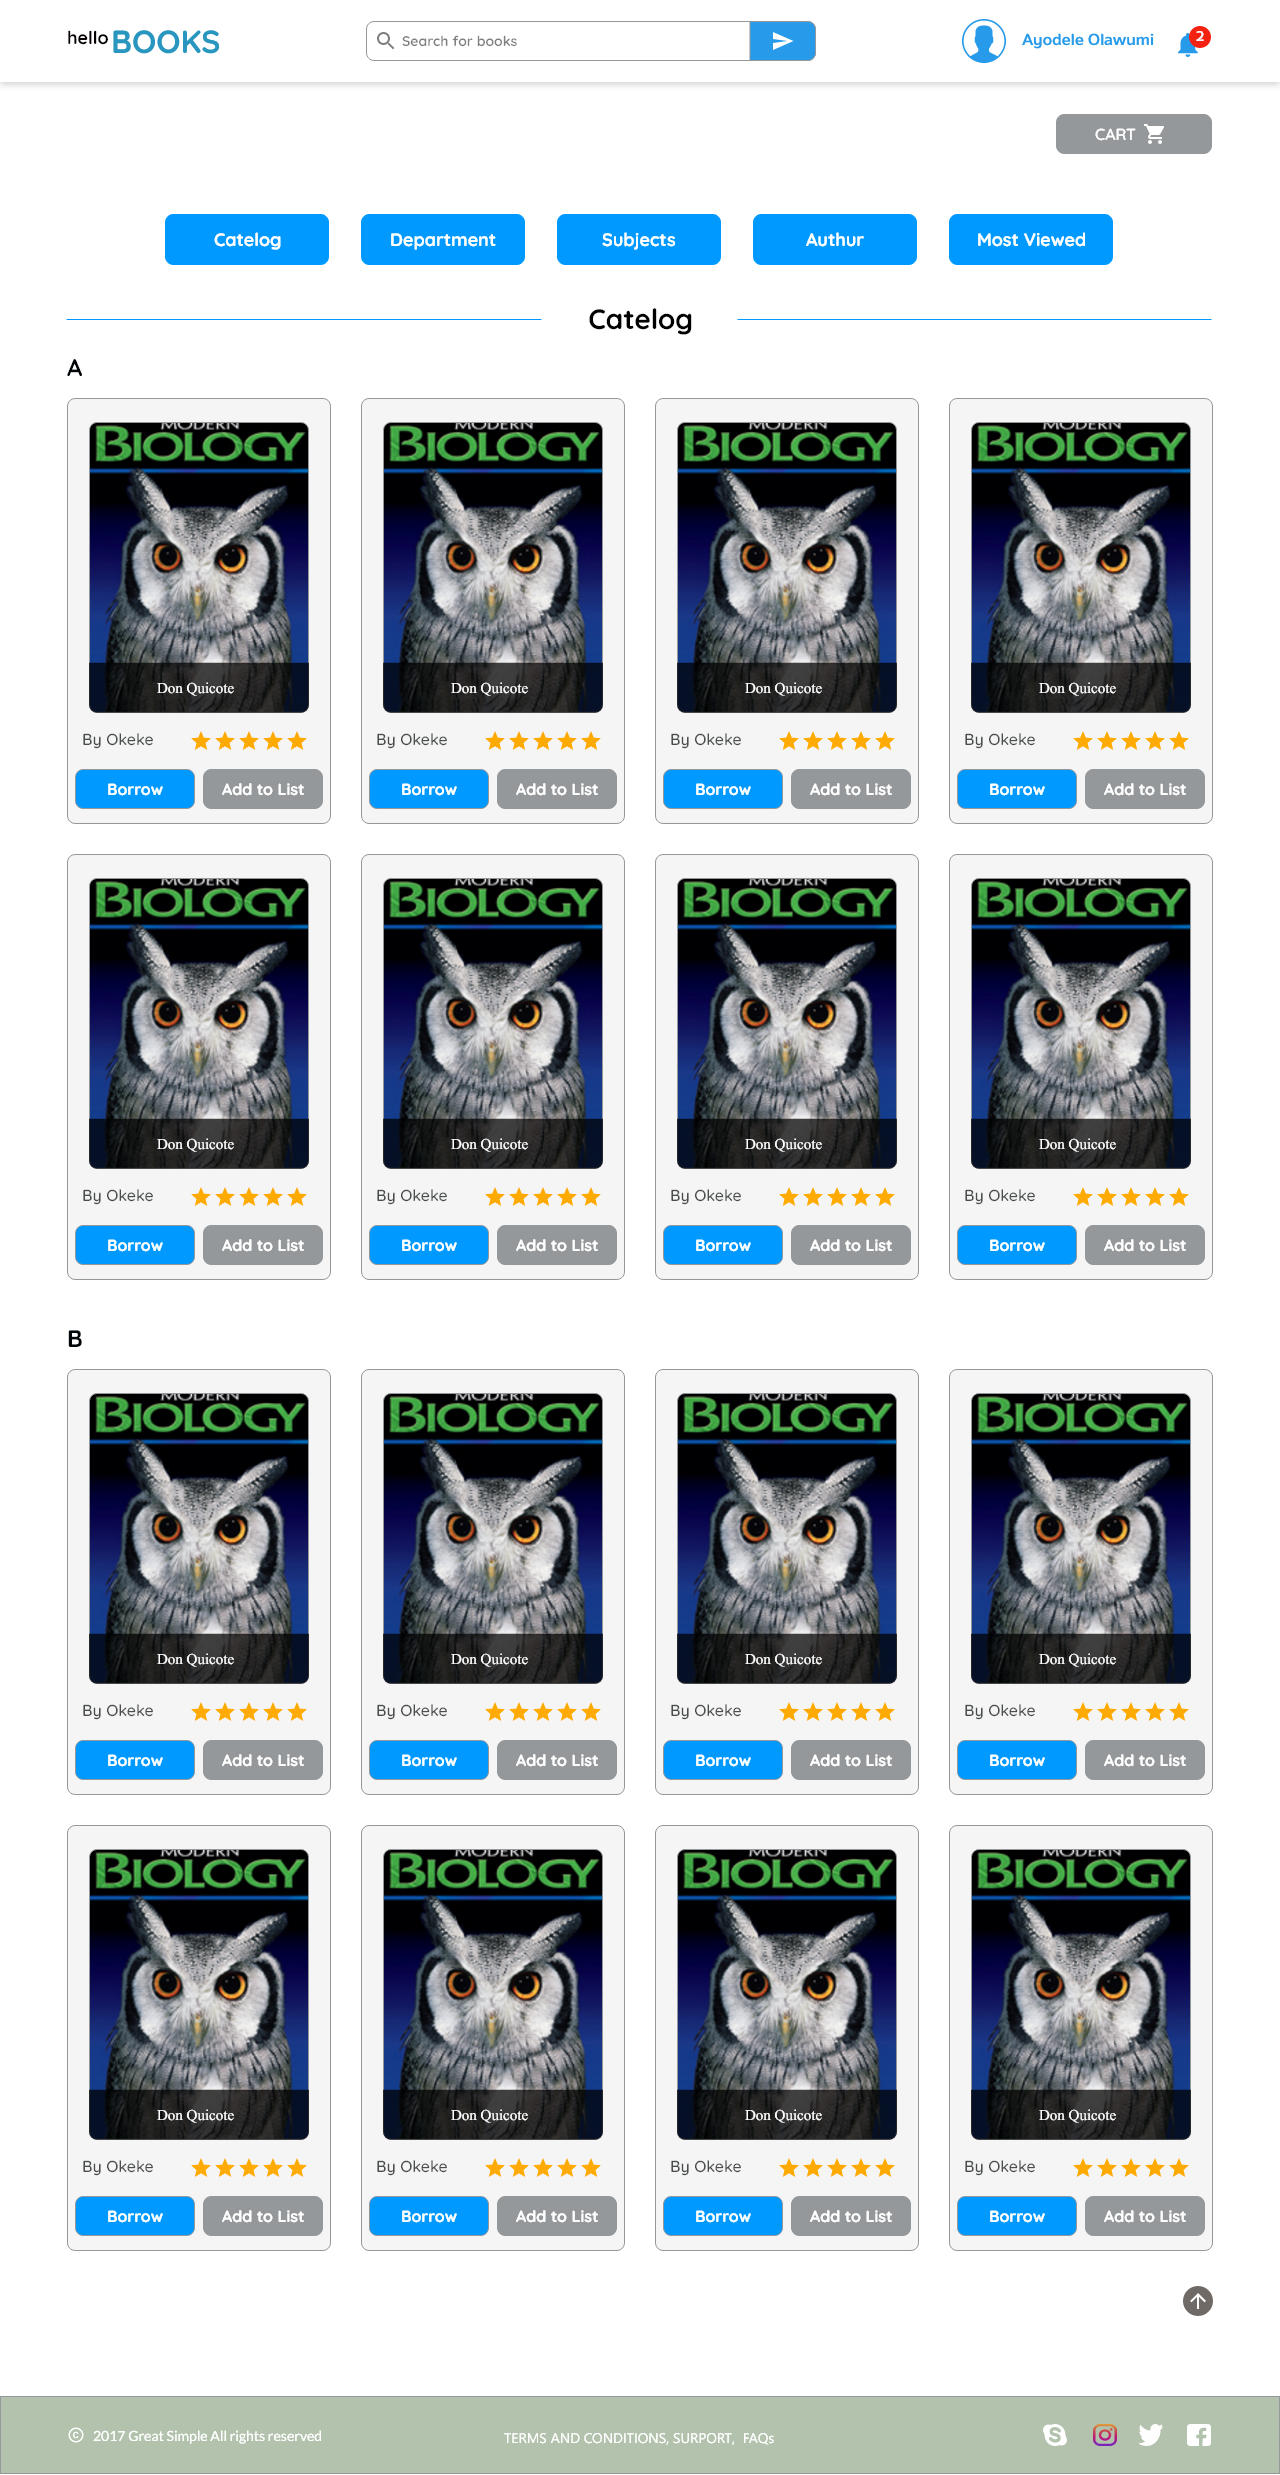 hello BOOKS
Search for books
Ayodele Olawumi
2
CART
Catelog Department Subjects Authur Most Viewed
Catelog
A
MODERN MODERN MODERN MODERN
BIOLOGY BIOLOGY BIOLOGY BIOLOGY
Don Quicote Don Quicote Don Quicote Don Quicote
By Okeke By Okeke By Okeke By Okeke
Borrow Add to List Borrow Add to List Borrow Add to List Borrow Add to List
MODERN MODERN MODERN MODERN
BIOLOGY BIOLOGY BIOLOGY BIOLOGY
Don Quicote Don Quicote Don Quicote Don Quicote
By Okeke By Okeke By Okeke By Okeke
Borrow Add to List Borrow Add to List Borrow Add to List Borrow Add to List
B
MODERN MODERN MODERN MODERN
BIOLOGY BIOLOGY BIOLOGY BIOLOGY
Don Quicote Don Quicote Don Quicote Don Quicote
By Okeke By Okeke By Okeke By Okeke
Borrow Add to List Borrow Add to List Borrow Add to List Borrow Add to List
MODERN MODERN MODERN MODERN
BIOLOGY BIOLOGY BIOLOGY BIOLOGY
Don Quicote Don Quicote Don Quicote Don Quicote
By Okeke By Okeke By Okeke By Okeke
Borrow Add to List Borrow Add to List Borrow Add to List Borrow Add to List
© 2017 Great Simple All rights reserved
TERMS AND CONDITIONS, SURPORT, FAQs